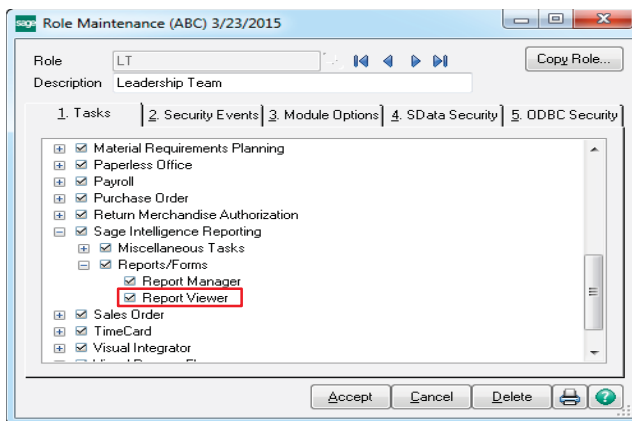 sage Role Maintenance (ABC) 3/23/2015
Role LT Copy Role...
Description Leadership Team
1. Tasks 2. Security Events 3. Module Options 4. SData Security 5. ODBC Security
Material Requirements Planning
Paperless Office
Payroll
Purchase Order
Return Merchandise Authorization
Sage Intelligence Reporting
Miscellaneous Tasks
Reports/Forms
Report Manager
Report Viewer
Sales Order
TimeCard
Visual Integrator
Accept Cancel Delete